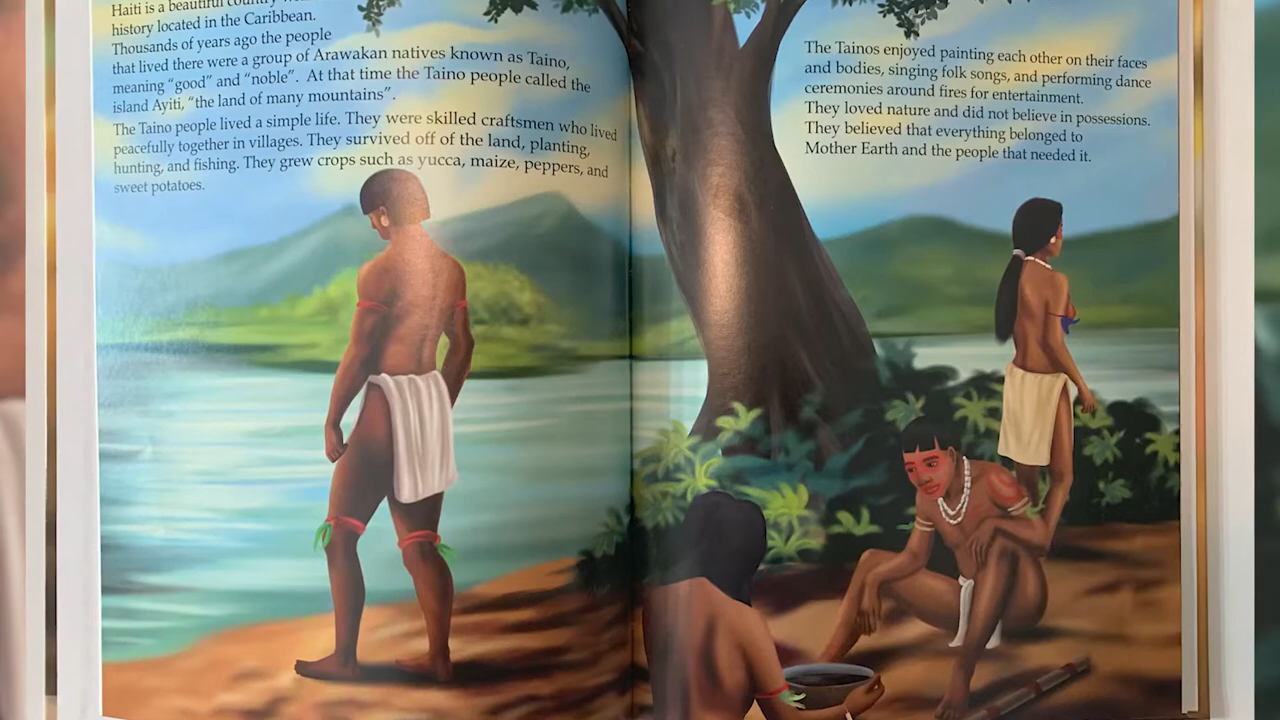 Haiti is a beautiful country
history located in the Caribbean.
Thousands of years ago the people
that lived there were a group of Arawakan natives known as Taino,
meaning “good” and “noble”. At that time the Taino people called the
island Ayiti, “the land of many mountains”.
The Taino people lived a simple life. They were skilled craftsmen who lived
peacefully together in villages. They survived off of the land, planting,
hunting, and fishing. They grew crops such as yucca, maize, peppers, and
sweet potatoes.
The Tainos enjoyed painting each other on their faces
and bodies, singing folk songs, and performing dance
ceremonies around fires for entertainment.
They loved nature and did not believe in possessions.
They believed that everything belonged to
Mother Earth and the people that needed it.